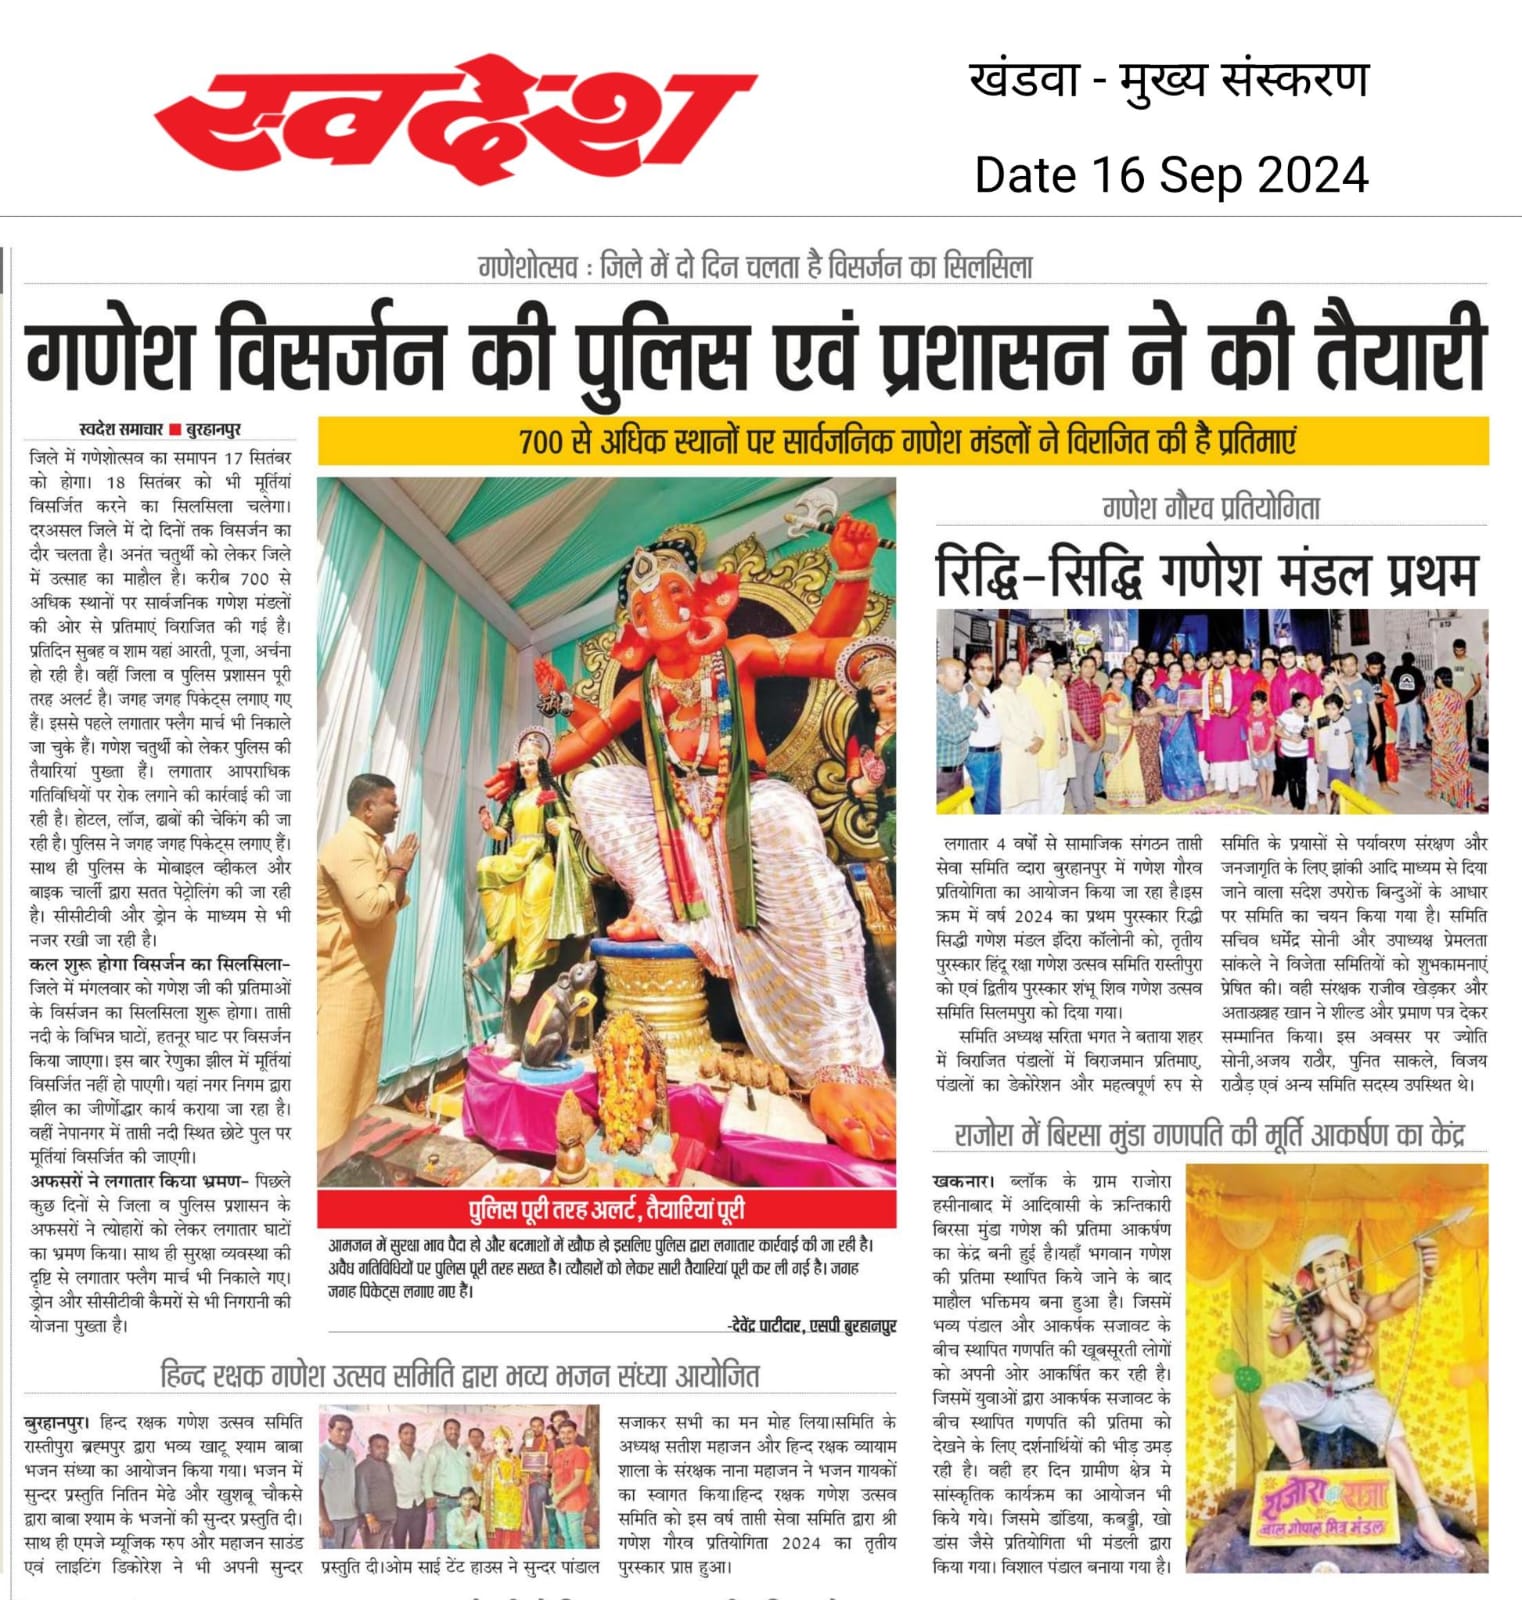 स्वदेश
खंडवा - मुख्य संस्करण
Date 16 Sep 2024
गणेशोत्सव : जिले में दो दिन चलता है विसर्जन का सिलसिला
गणेश विसर्जन की पुलिस एवं प्रशासन ने की तैयारी
700 से अधिक स्थानों पर सार्वजनिक गणेश मंडलों ने विराजित की है प्रतिमाएं
स्वदेश समाचार ■ बुरहानपुर
जिले में गणेशोत्सव का समापन 17 सितंबर
को होगा। 18 सितंबर को भी मूर्तियां
विसर्जित करने का सिलसिला चलेगा।
दरअसल जिले में दो दिनों तक विसर्जन का
दौर चलता है। अनंत चतुर्थी को लेकर जिले
में उत्साह का माहौल है। करीब 700 से
अधिक स्थानों पर सार्वजनिक गणेश मंडलों
की ओर से प्रतिमाएं विराजित की गई है।
प्रतिदिन सुबह व शाम यहां आरती, पूजा, अर्चना
हो रही है। वहीं जिला व पुलिस प्रशासन पूरी
तरह अलर्ट है। जगह जगह पिकेट्स लगाए गए
हैं। इससे पहले लगातार फ्लैग मार्च भी निकाले
जा चुके हैं। गणेश चतुर्थी को लेकर पुलिस की
तैयारियां पुख्ता हैं। लगातार आपराधिक
गतिविधियों पर रोक लगाने की कार्रवाई की जा
रही है। होटल, लॉज, ढाबों की चेकिंग की जा
रही है। पुलिस ने जगह जगह पिकेट्स लगाए हैं।
साथ ही पुलिस के मोबाइल व्हीकल और
बाइक चार्ली द्वारा सतत पेट्रोलिंग की जा रही
है। सीसीटीवी और ड्रोन के माध्यम से भी
नजर रखी जा रही है।
कल शुरू होगा विसर्जन का सिलसिला-
जिले में मंगलवार को गणेश जी की प्रतिमाओं
के विर्सजन का सिलसिला शुरू होगा। ताप्ती
नदी के विभिन्न घाटों, हतनूर घाट पर विसर्जन
किया जाएगा। इस बार रेणुका झील में मूर्तियां
विसर्जित नहीं हो पाएगी। यहां नगर निगम द्वारा
झील का जीर्णोद्धार कार्य कराया जा रहा है।
वहीं नेपानगर में ताप्ती नदी स्थित छोटे पुल पर
मूर्तियां विसर्जित की जाएगी।
अफसरों ने लगातार किया भ्रमण- पिछले
कुछ दिनों से जिला व पुलिस प्रशासन के
अफसरों ने त्योहारों को लेकर लगातार घाटों
का भ्रमण किया। साथ ही सुरक्षा व्यवस्था की
दृष्टि से लगातार फ्लैग मार्च भी निकाले गए।
ड्रोन और सीसीटीवी कैमरों से भी निगरानी की
योजना पुख्ता है।
पुलिस पूरी तरह अलर्ट, तैयारियां पूरी
आमजन में सुरक्षा भाव पैदा हो और बदमाशों में खौफ हो इसलिए पुलिस द्वारा लगातार कार्रवाई की जा रही है।
अवैध गतिविधियों पर पुलिस पूरी तरह सख्त है। त्यौहारों को लेकर सारी तैयारियां पूरी कर ली गई है। जगह
जगह पिकेट्स लगाए गए हैं।
-देवेंद्र पाटीदार, एसपी बुरहानपुर
गणेश गौरव प्रतियोगिता
रिद्धि-सिद्धि गणेश मंडल प्रथम
लगातार 4 वर्षों से सामाजिक संगठन ताप्ती
सेवा समिति व्दारा बुरहानपुर में गणेश गौरव
प्रतियोगिता का आयोजन किया जा रहा है।इस
क्रम में वर्ष 2024 का प्रथम पुरस्कार रिद्धी
सिद्धी गणेश मंडल इंदिरा कॉलोनी को, तृतीय
पुरस्कार हिंदू रक्षा गणेश उत्सव समिति रास्तीपुरा
को एवं द्वितीय पुरस्कार शंभू शिव गणेश उत्सव
समिति सिलमपुरा को दिया गया।
समिति अध्यक्ष सरिता भगत ने बताया शहर
में विराजित पंडालों में विराजमान प्रतिमाए,
पंडालों का डेकोरेशन और महत्वपूर्ण रुप से
समिति के प्रयासों से पर्यावरण संरक्षण और
जनजागृति के लिए झांकी आदि माध्यम से दिया
जाने वाला संदेश उपरोक्त बिन्दुओं के आधार
पर समिति का चयन किया गया है। समिति
सचिव धर्मेंद्र सोनी और उपाध्यक्ष प्रेमलता
सांकले ने विजेता समितियों को शुभकामनाएं
प्रेषित की। वही संरक्षक राजीव खेड़कर और
अताउल्लाह खान ने शील्ड और प्रमाण पत्र देकर
सम्मानित किया। इस अवसर पर ज्योति
सोनी,अजय राठौर, पुनित साकले, विजय
राठौड़ एवं अन्य समिति सदस्य उपस्थित थे।
राजोरा में बिरसा मुंडा गणपति की मूर्ति आकर्षण का केंद्र
खकनार। ब्लॉक के ग्राम राजोरा
हसीनाबाद में आदिवासी के क्रन्तिकारी
बिरसा मुंडा गणेश की प्रतिमा आकर्षण
का केंद्र बनी हुई है।यहाँ भगवान गणेश
की प्रतिमा स्थापित किये जाने के बाद
माहौल भक्तिमय बना हुआ है। जिसमें
भव्य पंडाल और आकर्षक सजावट के
बीच स्थापित गणपति की खूबसूरती लोगों
को अपनी ओर आकर्षित कर रही है।
जिसमें युवाओं द्वारा आकर्षक सजावट के
बीच स्थापित गणपति की प्रतिमा को
देखने के लिए दर्शनार्थियों की भीड़ उमड़
रही है। वही हर दिन ग्रामीण क्षेत्र मे
सांस्कृतिक कार्यक्रम का आयोजन भी
किये गये। जिसमे डांडिया, कबड्डी, खो
डांस जैसे प्रतियोगिता भी मंडली द्वारा
किया गया। विशाल पंडाल बनाया गया है।
राजोरा का राजा
बाल गोपाल मित्र मंडल
हिन्द रक्षक गणेश उत्सव समिति द्वारा भव्य भजन संध्या आयोजित
बुरहानपुर। हिन्द रक्षक गणेश उत्सव समिति
रास्तीपुरा ब्रह्मपुर द्वारा भव्य खाटू श्याम बाबा
भजन संध्या का आयोजन किया गया। भजन में
सुन्दर प्रस्तुति नितिन मेढे और खुशबू चौकसे
द्वारा बाबा श्याम के भजनों की सुन्दर प्रस्तुति दी।
साथ ही एमजे म्यूजिक ग्रुप और महाजन साउंड
एवं लाइटिंग डिकोरेश ने भी अपनी सुन्दर
प्रस्तुति दी।ओम साई टेंट हाउस ने सुन्दर पांडाल
सजाकर सभी का मन मोह लिया।समिति के
अध्यक्ष सतीश महाजन और हिन्द रक्षक व्यायाम
शाला के संरक्षक नाना महाजन ने भजन गायकों
का स्वागत किया।हिन्द रक्षक गणेश उत्सव
समिति को इस वर्ष ताप्ती सेवा समिति द्वारा श्री
गणेश गौरव प्रतियोगिता 2024 का तृतीय
पुरस्कार प्राप्त हुआ।